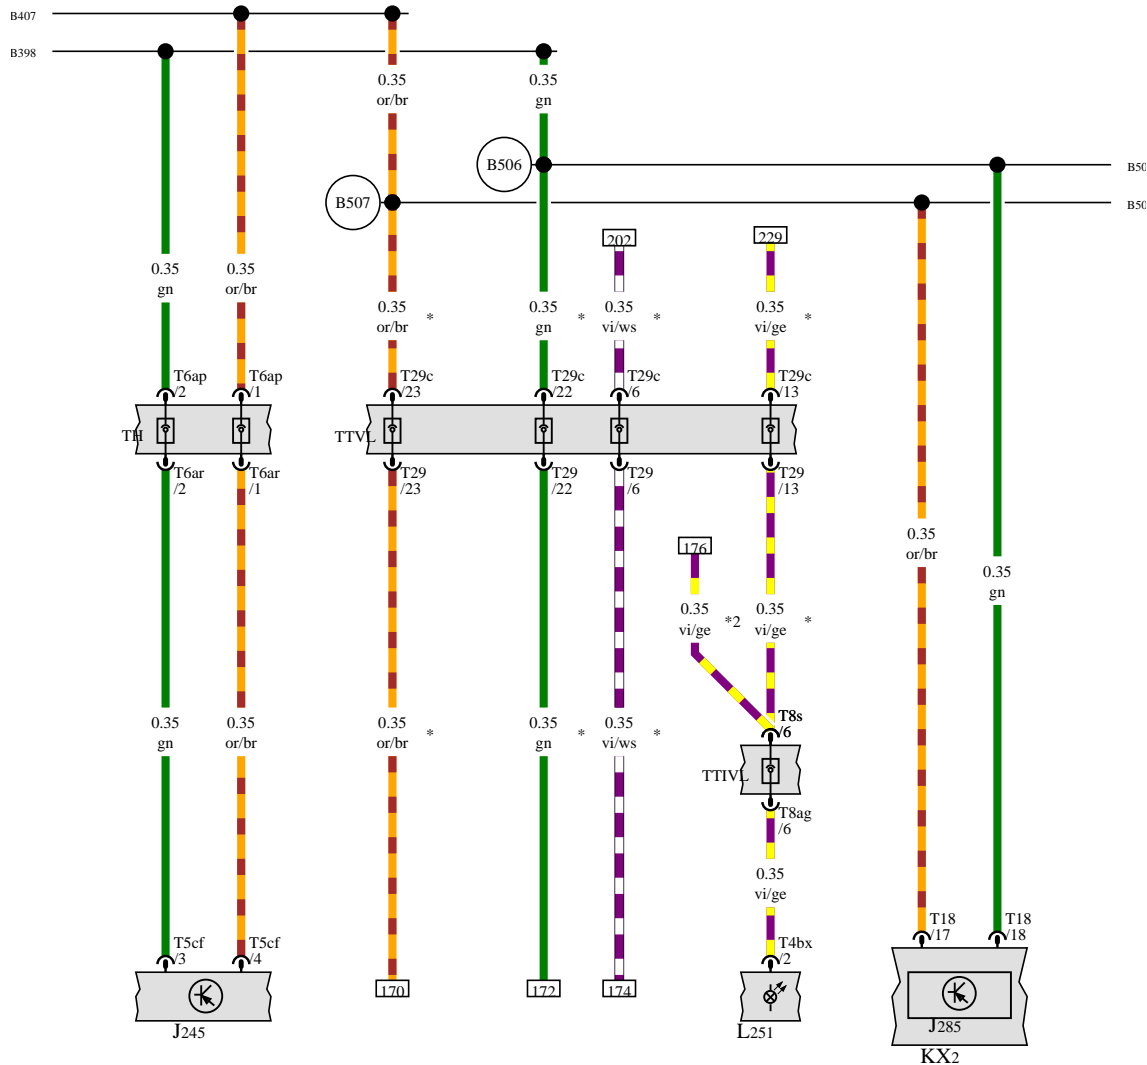 B407
B398
0.35
or/br
0.35
gn
B506
B50
B507
B50
202
229
0.35
gn
0.35
or/br
0.35
or/br
*
0.35
gn
*
0.35
vi/ws
*
0.35
vi/ge
*
T6ap
/2
T6ap
/1
T29c
/23
T29c
/22
T29c
/6
T29c
/13
TH
TTVL
T6ar
/2
T6ar
/1
T29
/23
T29
/22
T29
/6
T29
/13
176
0.35
or/br
0.35
gn
0.35
vi/ge
*2
0.35
vi/ge
*
0.35
gn
0.35
or/br
0.35
or/br
*
0.35
gn
*
0.35
vi/ws
*
T8s
/6
TTIVL
T8ag
/6
0.35
vi/ge
T18
/17
T18
/18
T5cf
/3
T5cf
/4
T4bx
/2
170
172
174
J245
L251
J285
KX2